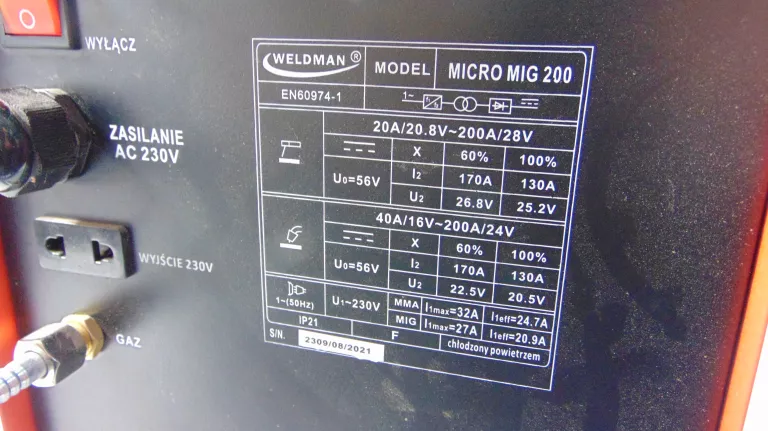 WYŁĄCZ
ZASILANIE
AC 230V
WYJŚCIE 230V
GAZ
WELDMAN ® MODEL MICRO MIG 200
EN60974-1 1~
20A/20.8V~200A/28V
X 60% 100%
U0=56V I2 170A 130A
U2 26.8V 25.2V
40A/16V~200A/24V
X 60% 100%
U0=56V I2 170A 130A
U2 22.5V 20.5V
1~(50HZ) U1~230V MMA I1max=32A I1eff=24.7A
MIG I1max=27A I1eff=20.9A
IP21 F chłodzony powietrzem
S/N. 2309/08/2021